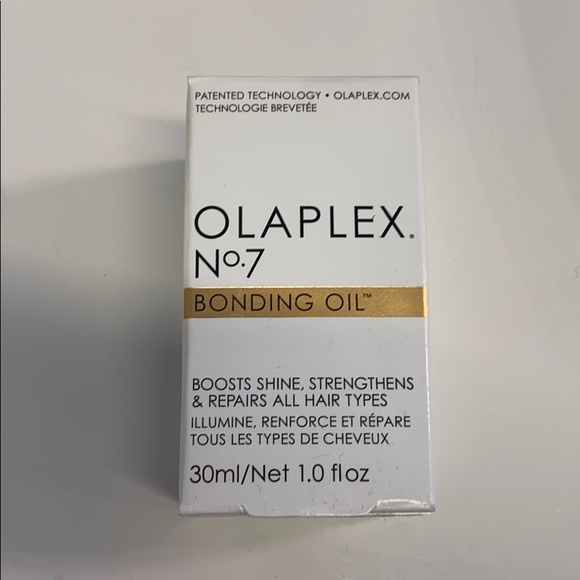 PATENTED TECHNOLOGY • OLAPLEX.COM
TECHNOLOGIE BREVETÉE
OLAPLEX®
No.7
BONDING OIL™
BOOSTS SHINE, STRENGTHENS
& REPAIRS ALL HAIR TYPES
ILLUMINE, RENFORCE ET RÉPARE
TOUS LES TYPES DE CHEVEUX
30ml/Net 1.0 fl oz